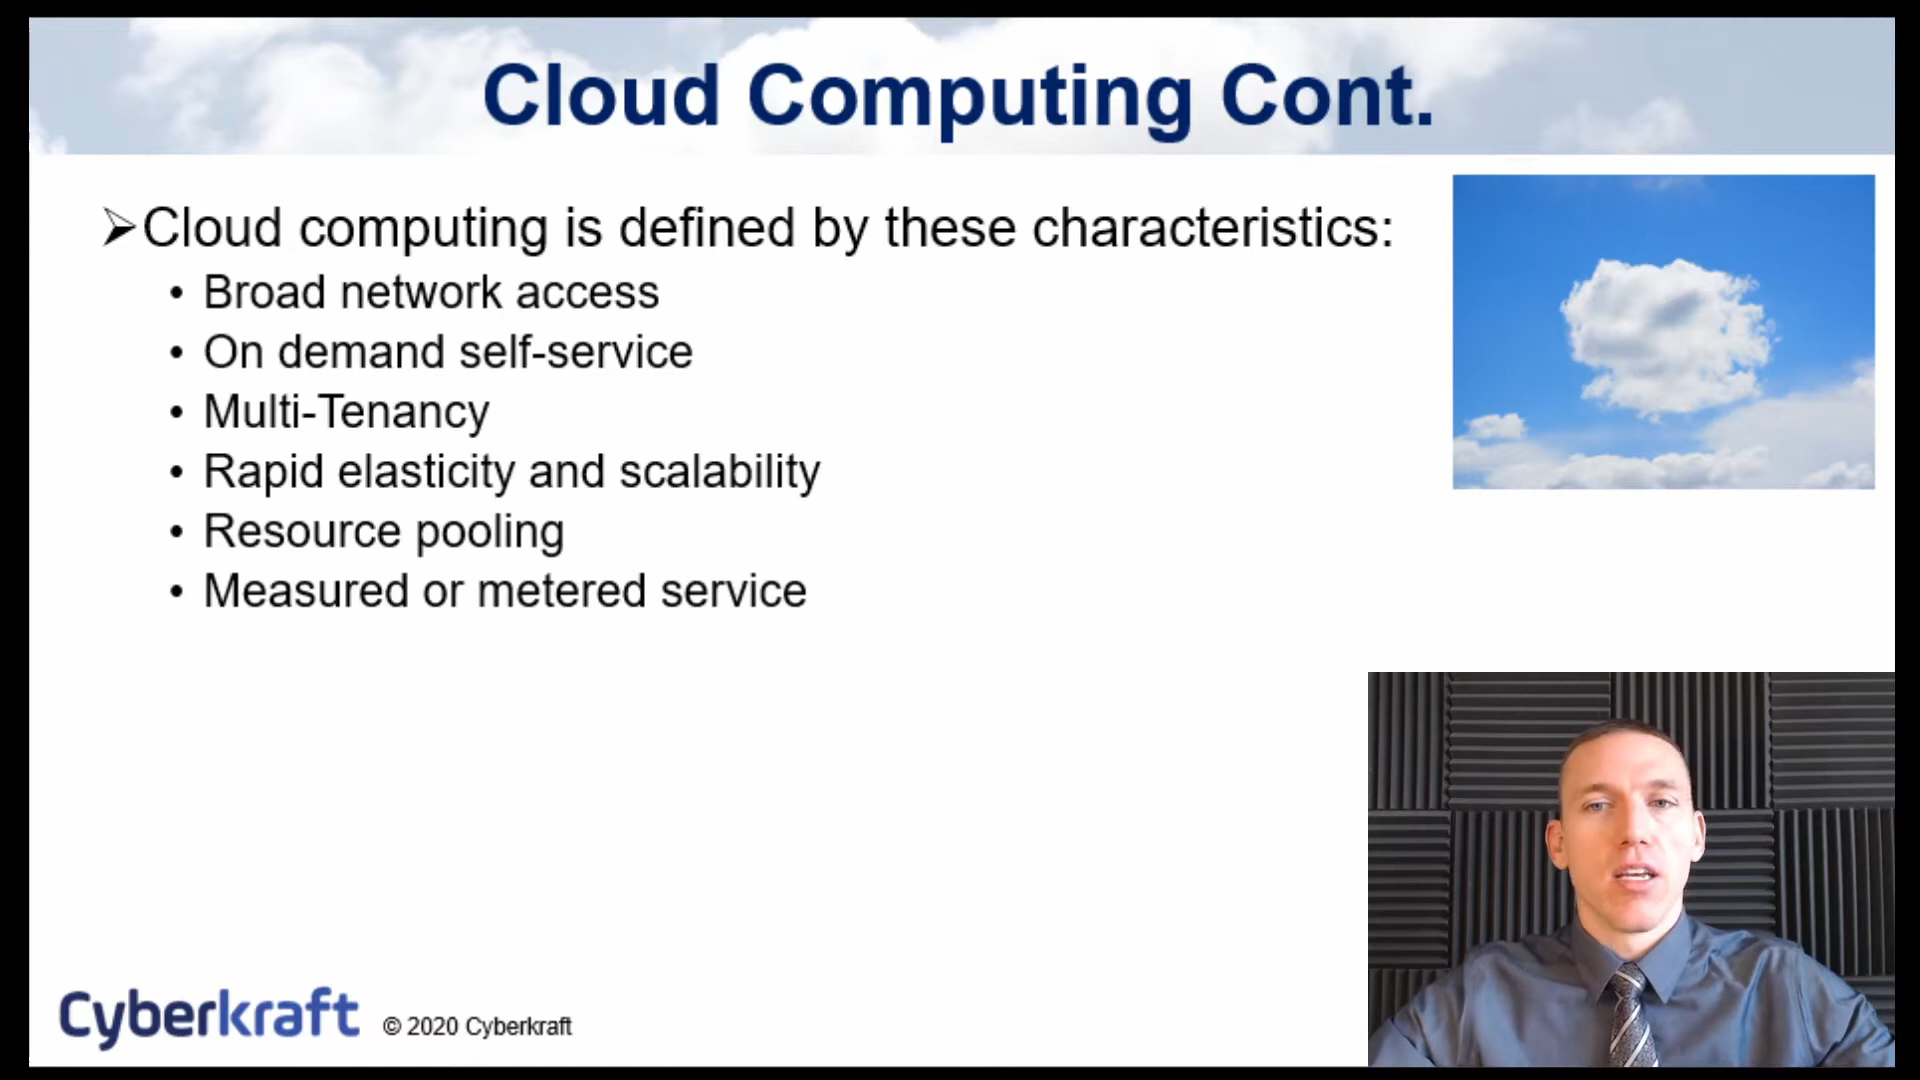 Cloud Computing Cont.
➢Cloud computing is defined by these characteristics:
• Broad network access
• On demand self-service
• Multi-Tenancy
• Rapid elasticity and scalability
• Resource pooling
• Measured or metered service
Cyberkraft © 2020 Cyberkraft